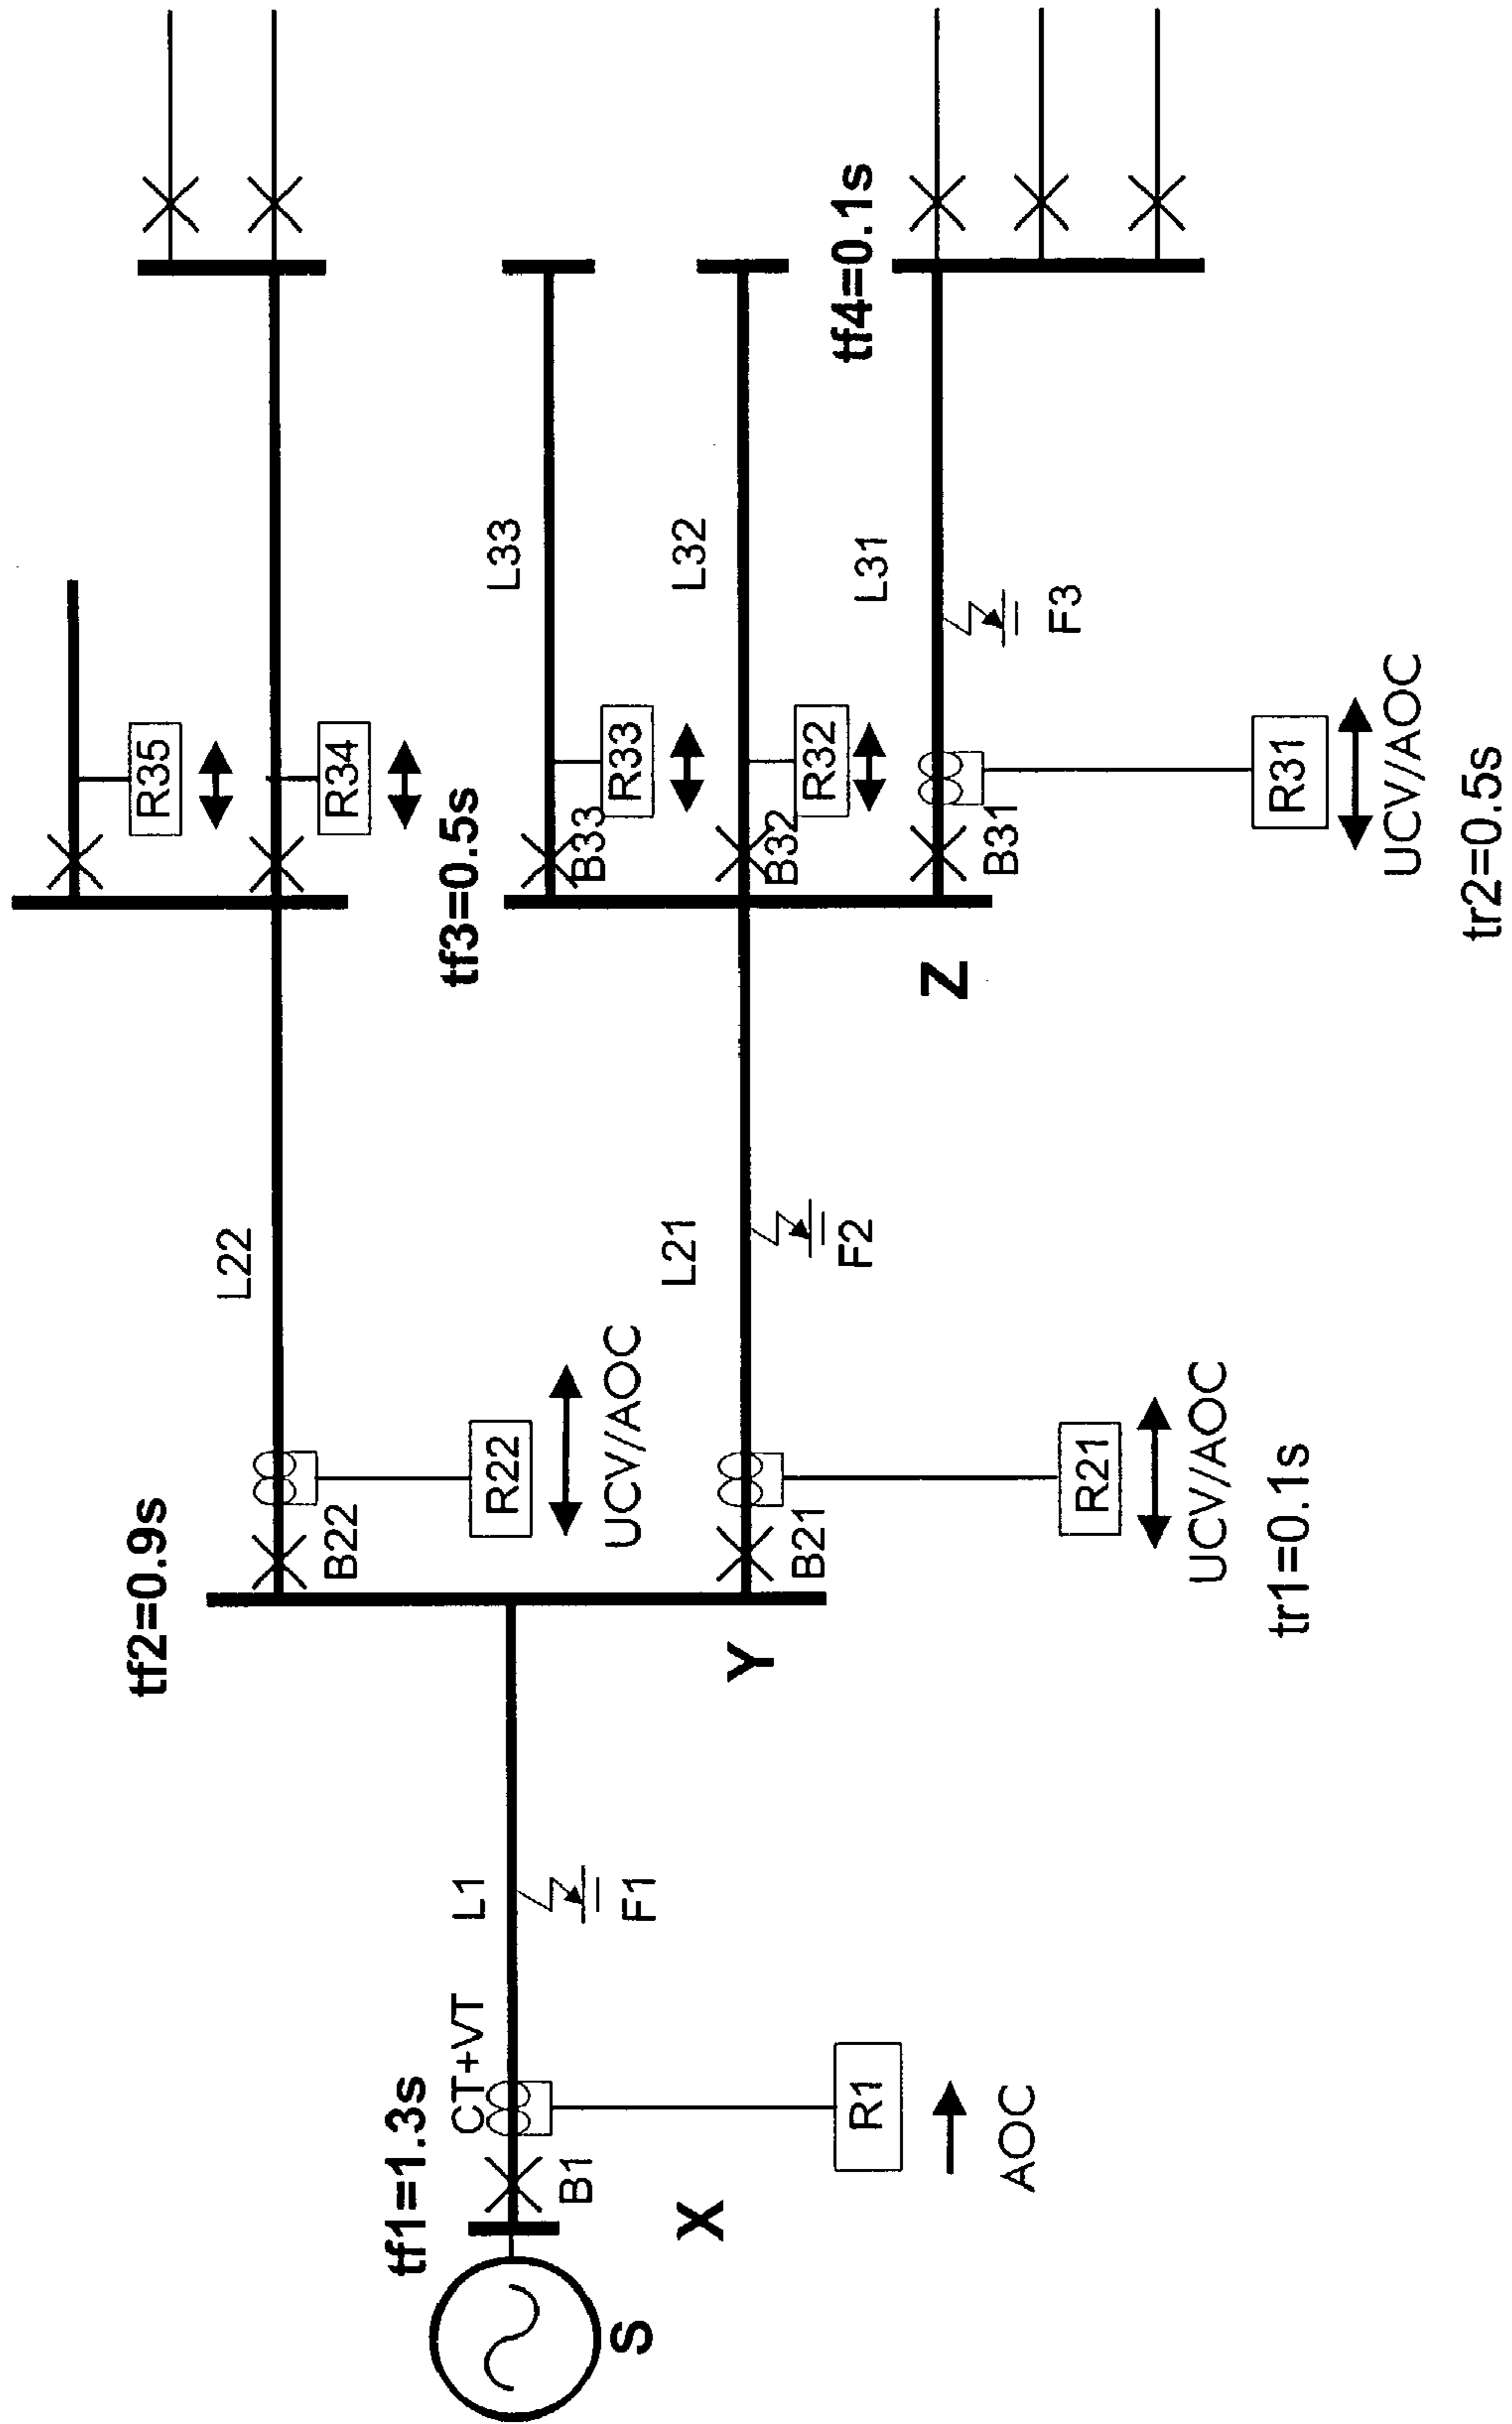 tf1=1.3s
tf2=0.9s
tf3=0.5s
tf4=0.1s
S
X
Y
Z
B1
CT+VT
L1
F1
R1
AOC
B22
L22
R22
UCV/AOC
B21
L21
F2
R21
UCV/AOC
tr1=0.1s
R35
R34
B33
R33
L33
B32
R32
L32
B31
L31
F3
R31
UCV/AOC
tr2=0.5s